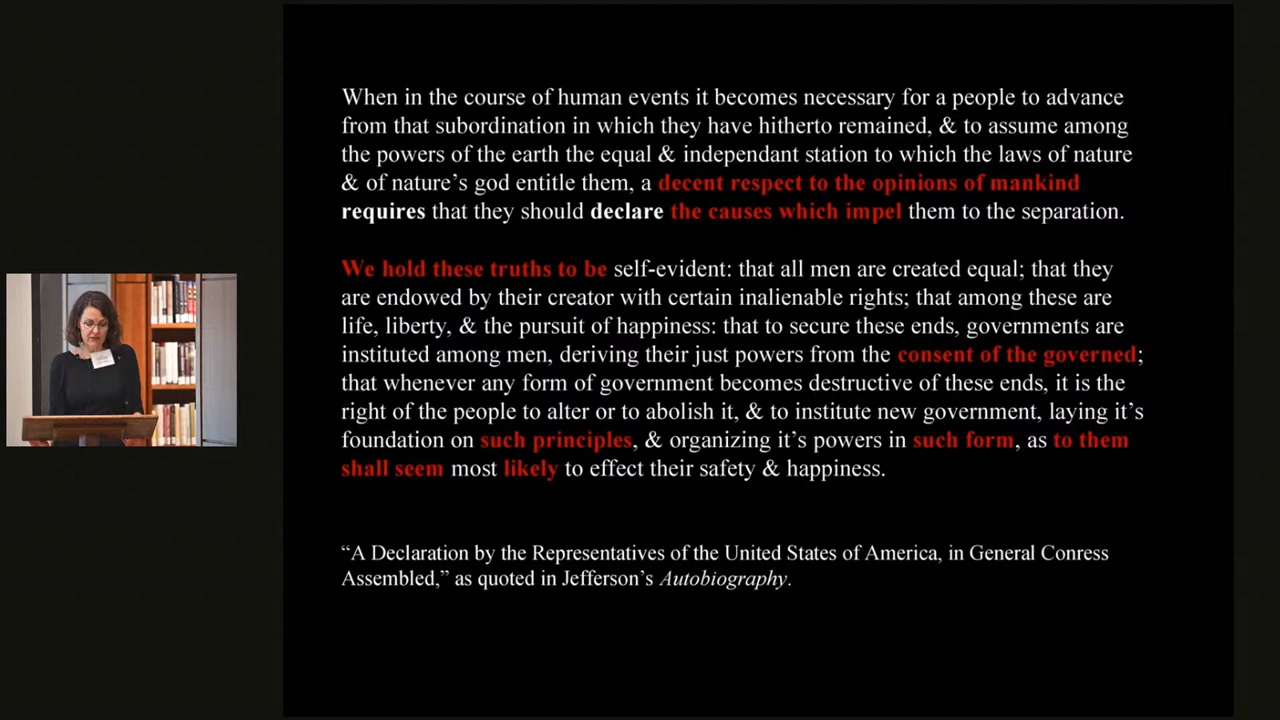 When in the course of human events it becomes necessary for a people to advance
from that subordination in which they have hitherto remained, & to assume among
the powers of the earth the equal & independant station to which the laws of nature
& of nature’s god entitle them, a decent respect to the opinions of mankind
requires that they should declare the causes which impel them to the separation.
We hold these truths to be self-evident: that all men are created equal; that they
are endowed by their creator with certain inalienable rights; that among these are
life, liberty, & the pursuit of happiness: that to secure these ends, governments are
instituted among men, deriving their just powers from the consent of the governed;
that whenever any form of government becomes destructive of these ends, it is the
right of the people to alter or to abolish it, & to institute new government, laying it’s
foundation on such principles, & organizing it’s powers in such form, as to them
shall seem most likely to effect their safety & happiness.
“A Declaration by the Representatives of the United States of America, in General Conress
Assembled,” as quoted in Jefferson’s Autobiography.